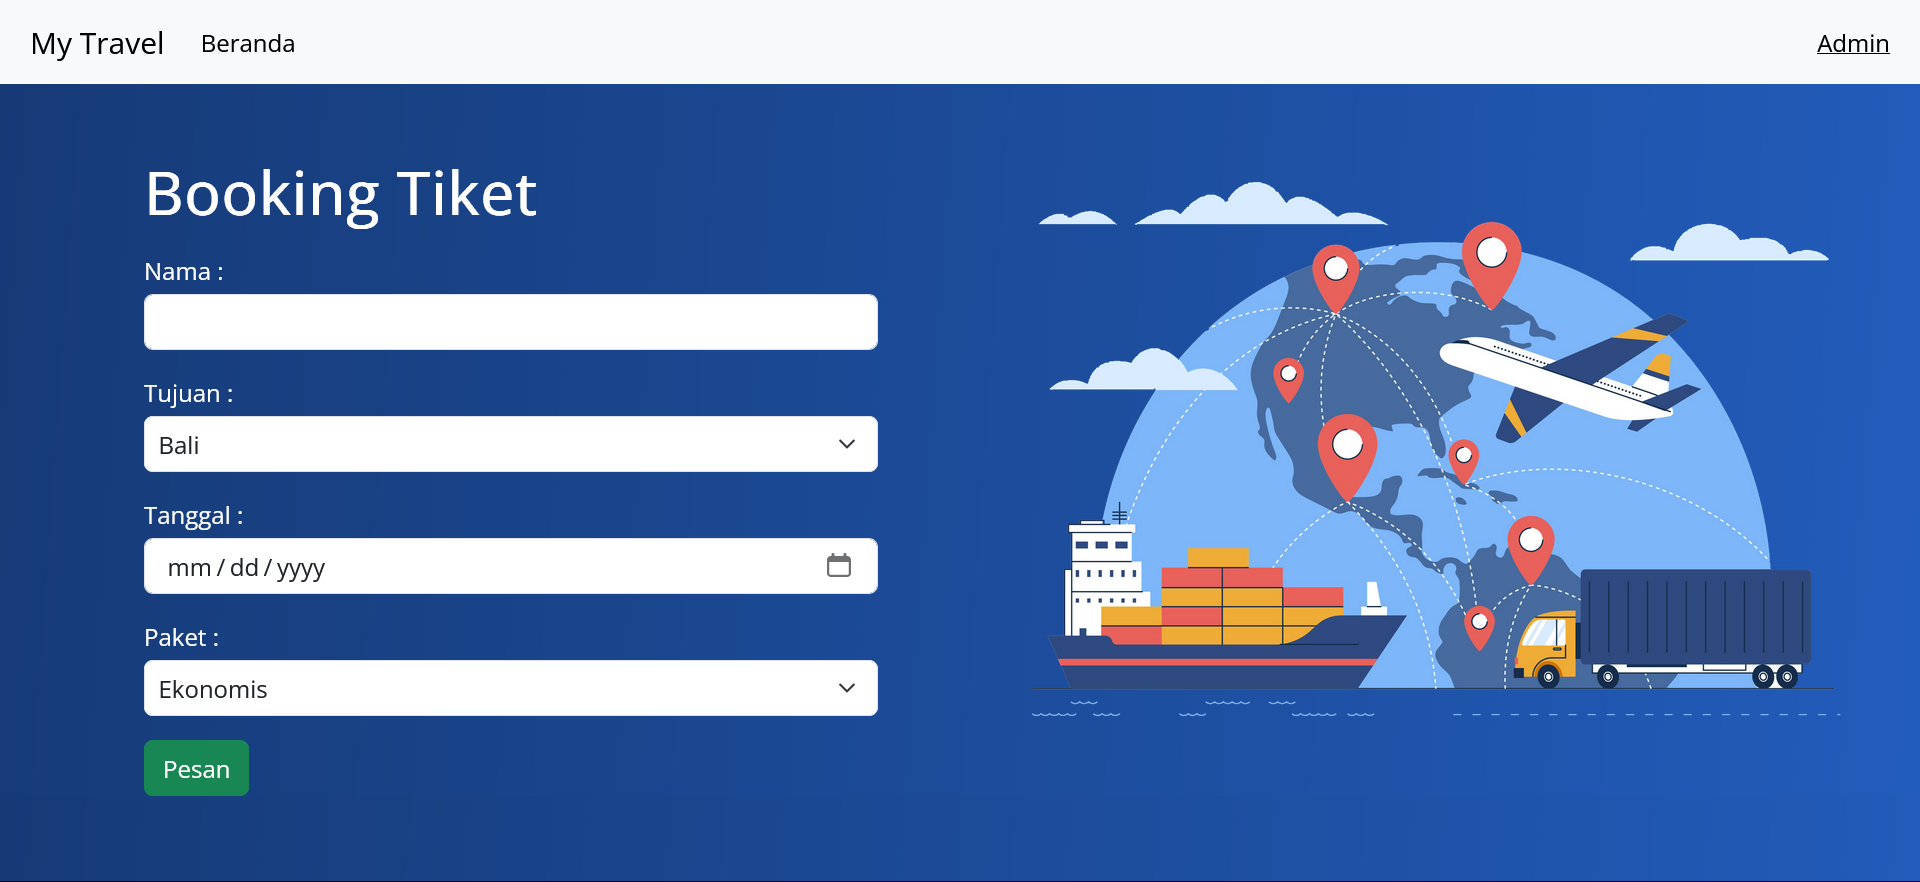 My Travel Beranda Admin
Booking Tiket
Nama :
Tujuan :
Bali
Tanggal :
mm/dd/yyyy
Paket :
Ekonomis
Pesan